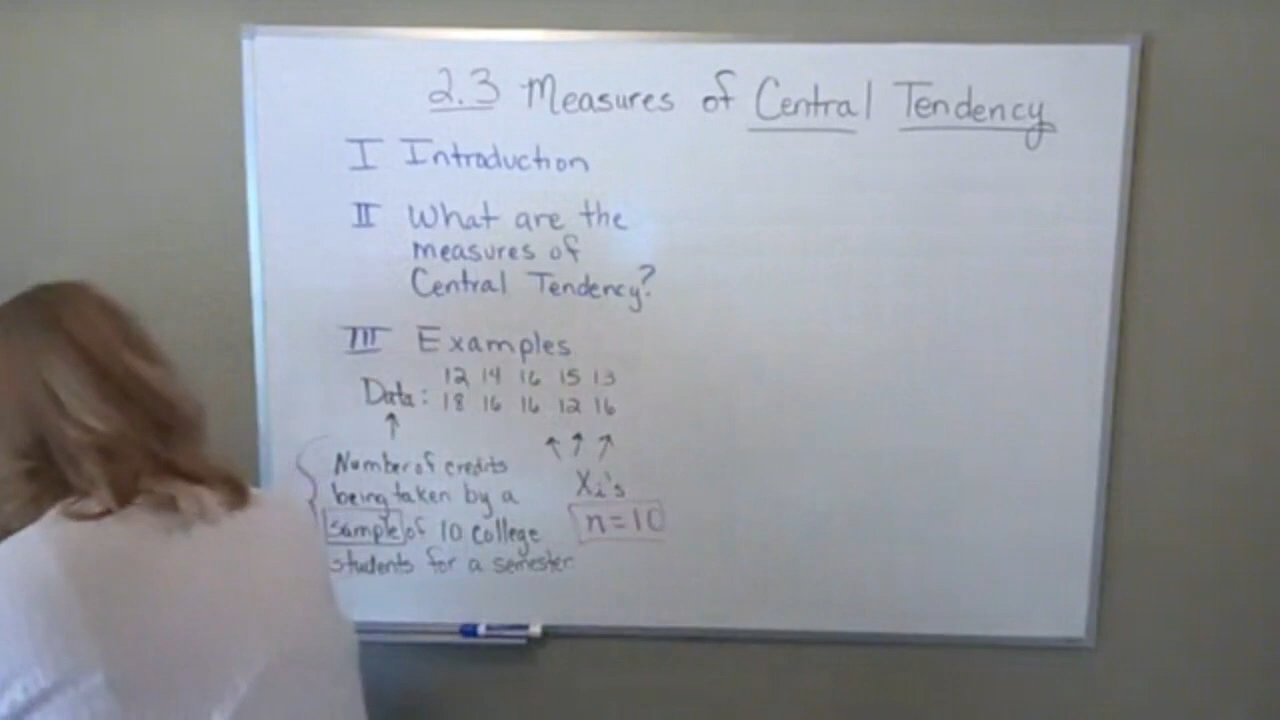 2.3 Measures of Central Tendency
I Introduction
II What are the
measures of
Central Tendency?
III Examples
12 14 16 15 13
Data: 18 16 16 12 16
Number of credits
being taken by a
sample of 10 college
students for a semester
Xi's
n=10